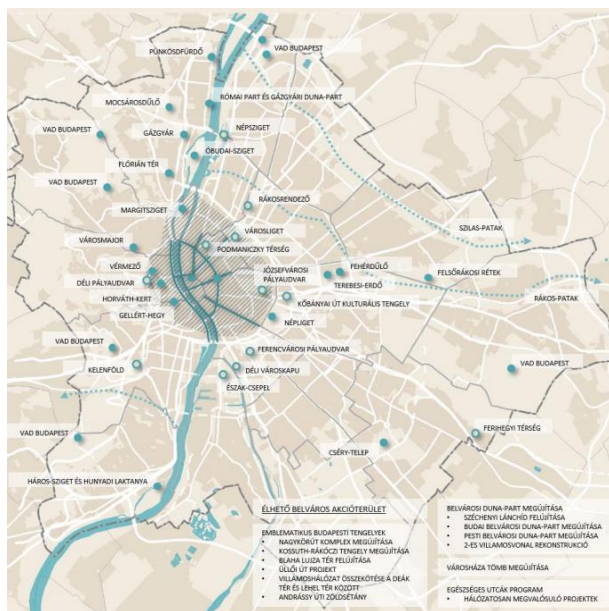 PÜNKÖSDFÜRDŐ
VAD BUDAPEST
MOCSÁROSDŰLŐ
RÓMAI PART ÉS GÁZGYÁRI DUNA-PART
VAD BUDAPEST
GÁZGYÁR
NÉPSZIGET
ÓBUDAI-SZIGET
FLÓRIÁN TÉR
VAD BUDAPEST
RÁKOSRENDEZŐ
MARGITSZIGET
SZILAS-PATAK
VÁROSLIGET
VÁROSMAJOR
PODMANICZKY TÉRSÉG
VÉRMEZŐ
JÓZSEFVÁROSI
PÁLYAUDVAR
FEHÉRDŰLŐ
FELSŐRÁKOSI RÉTEK
DÉLI PÁLYAUDVAR
TEREBESI-ERDŐ
RÁKOS-PATAK
HORVÁTH-KERT
KŐBÁNYAI ÚT KULTURÁLIS TENGELY
GELLÉRT-HEGY
NÉPLIGET
VAD BUDAPEST
FERENCVÁROSI PÁLYAUDVAR
KELENFÖLD
DÉLI VÁROSKAPU
VAD BUDAPEST
ÉSZAK-CSEPEL
VAD BUDAPEST
FERIHEGYI TÉRSÉG
CSÉRY-TELEP
HÁROS-SZIGET ÉS HUNYADI LAKTANYA
ÉLHETŐ BELVÁROS AKCIÓTERÜLET
EMBLEMATIKUS BUDAPESTI TENGELYEK
• NAGYKÖRÚT KOMPLEX MEGÚJÍTÁSA
• KOSSUTH-RÁKÓCZI TENGELY MEGÚJÍTÁSA
• BLAHA LUJZA TÉR FELÚJÍTÁSA
• ÜLLŐI ÚT PROJEKT
• VILLAMOSHÁLÓZAT ÖSSZEKÖTÉSE A DEÁK
TÉR ÉS LEHEL TÉR KÖZÖTT
• ANDRÁSSY ÚTI ZÖLDSÉTÁNY
BELVÁROSI DUNA-PART MEGÚJÍTÁSA
• SZÉCHENYI LÁNCHÍD FELÚJÍTÁSA
• BUDAI BELVÁROSI DUNA-PART MEGÚJÍTÁSA
• PESTI BELVÁROSI DUNA-PART MEGÚJÍTÁSA
• 2-ES VILLAMOSVONAL REKONSTRUKCIÓ
VÁROSHÁZA TÖMB MEGÚJÍTÁSA
EGÉSZSÉGES UTCÁK PROGRAM
• HÁLÓZATOSAN MEGVALÓSULÓ PROJEKTEK